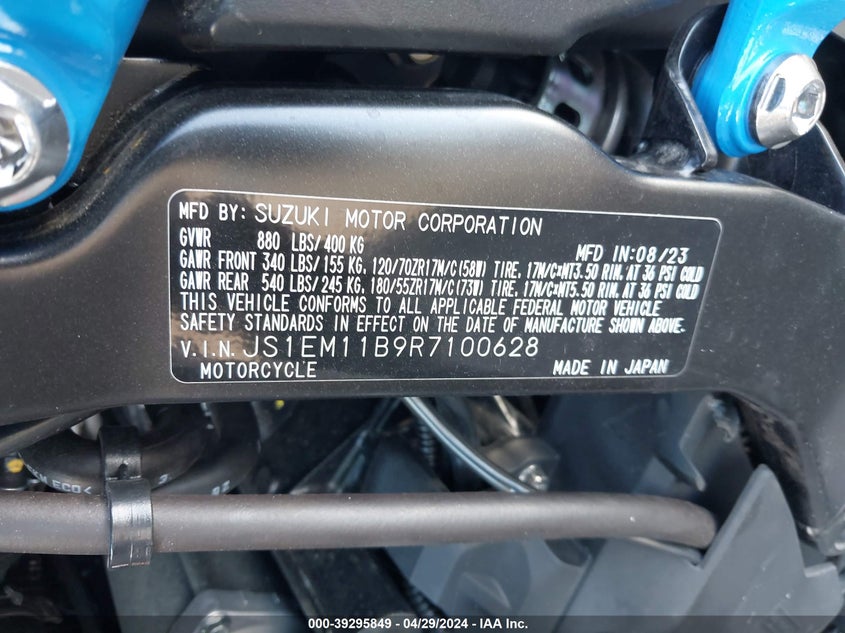 MFD BY: SUZUKI MOTOR CORPORATION
GVWR 880 LBS/400 KG MFD IN:08/23
GAWR FRONT 340 LBS/155 KG, 120/70ZR17M/C(58W) TIRE, 17M/C×MT3.50 RIM, AT 36 PSI COLD
GAWR REAR 540 LBS/245 KG, 180/55ZR17M/C(73W) TIRE, 17M/C×MT5.50 RIM, AT 36 PSI COLD
THIS VEHICLE CONFORMS TO ALL APPLICABLE FEDERAL MOTOR VEHICLE
SAFETY STANDARDS IN EFFECT ON THE DATE OF MANUFACTURE SHOWN ABOVE.
V.I.N. JS1EM11B9R7100628
MOTORCYCLE MADE IN JAPAN
ECO<
000-39295849 - 04/29/2024 - IAA Inc.